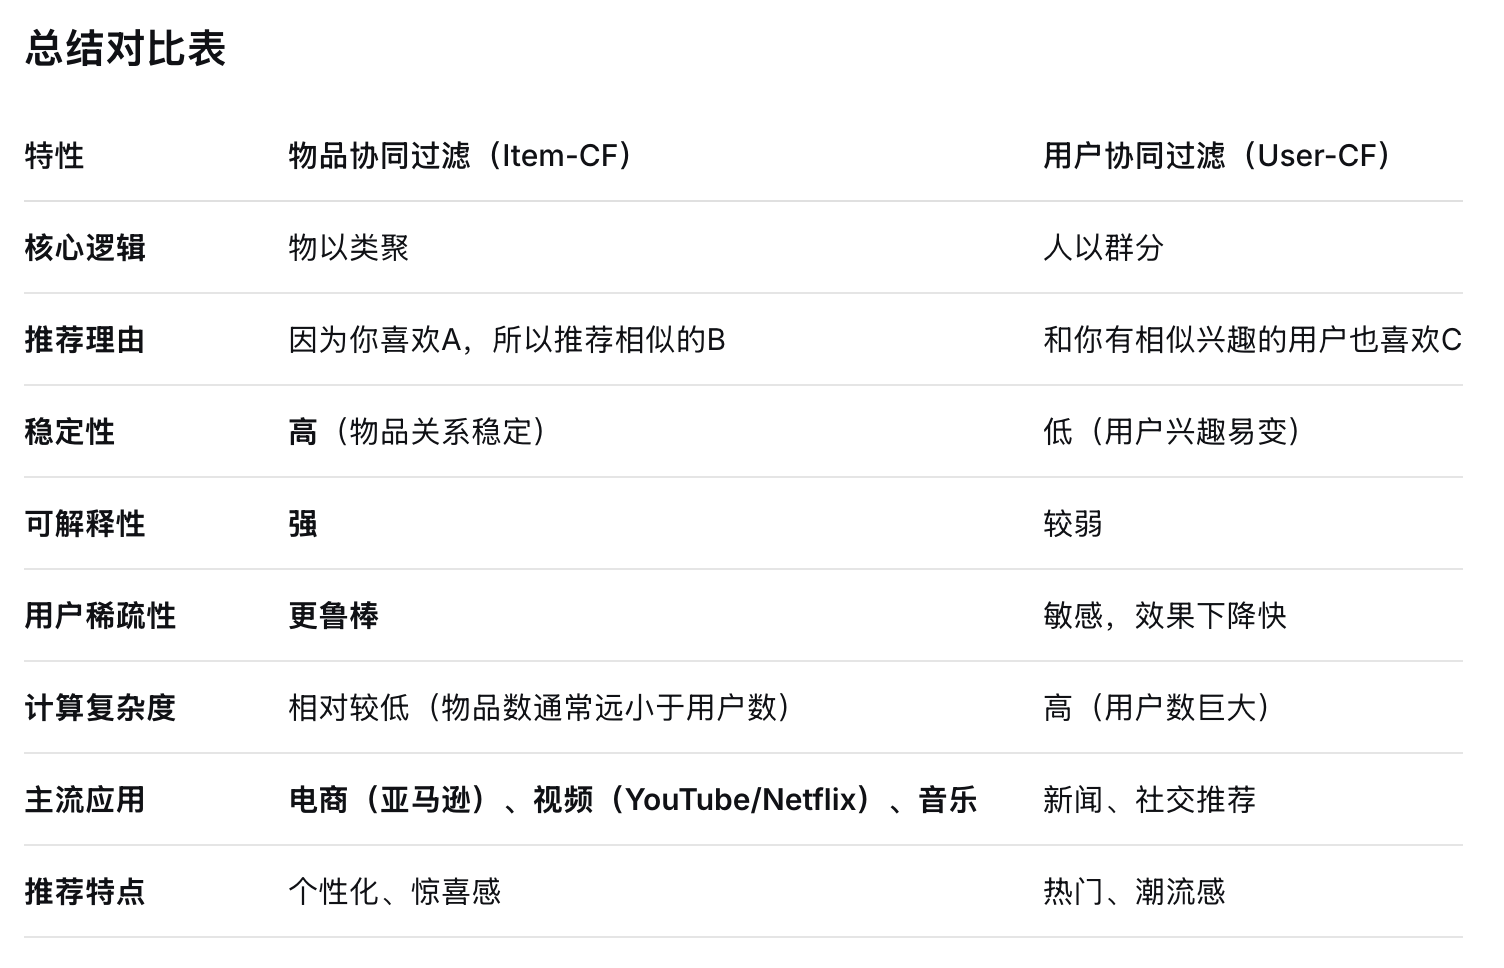 总结对比表
特性 物品协同过滤（Item-CF） 用户协同过滤（User-CF）
核心逻辑 物以类聚 人以群分
推荐理由 因为你喜欢A，所以推荐相似的B 和你有相似兴趣的用户也喜欢C
稳定性 高（物品关系稳定） 低（用户兴趣易变）
可解释性 强 较弱
用户稀疏性 更鲁棒 敏感，效果下降快
计算复杂度 相对较低（物品数通常远小于用户数） 高（用户数巨大）
主流应用 电商（亚马逊）、视频（YouTube/Netflix）、音乐 新闻、社交推荐
推荐特点 个性化、惊喜感 热门、潮流感